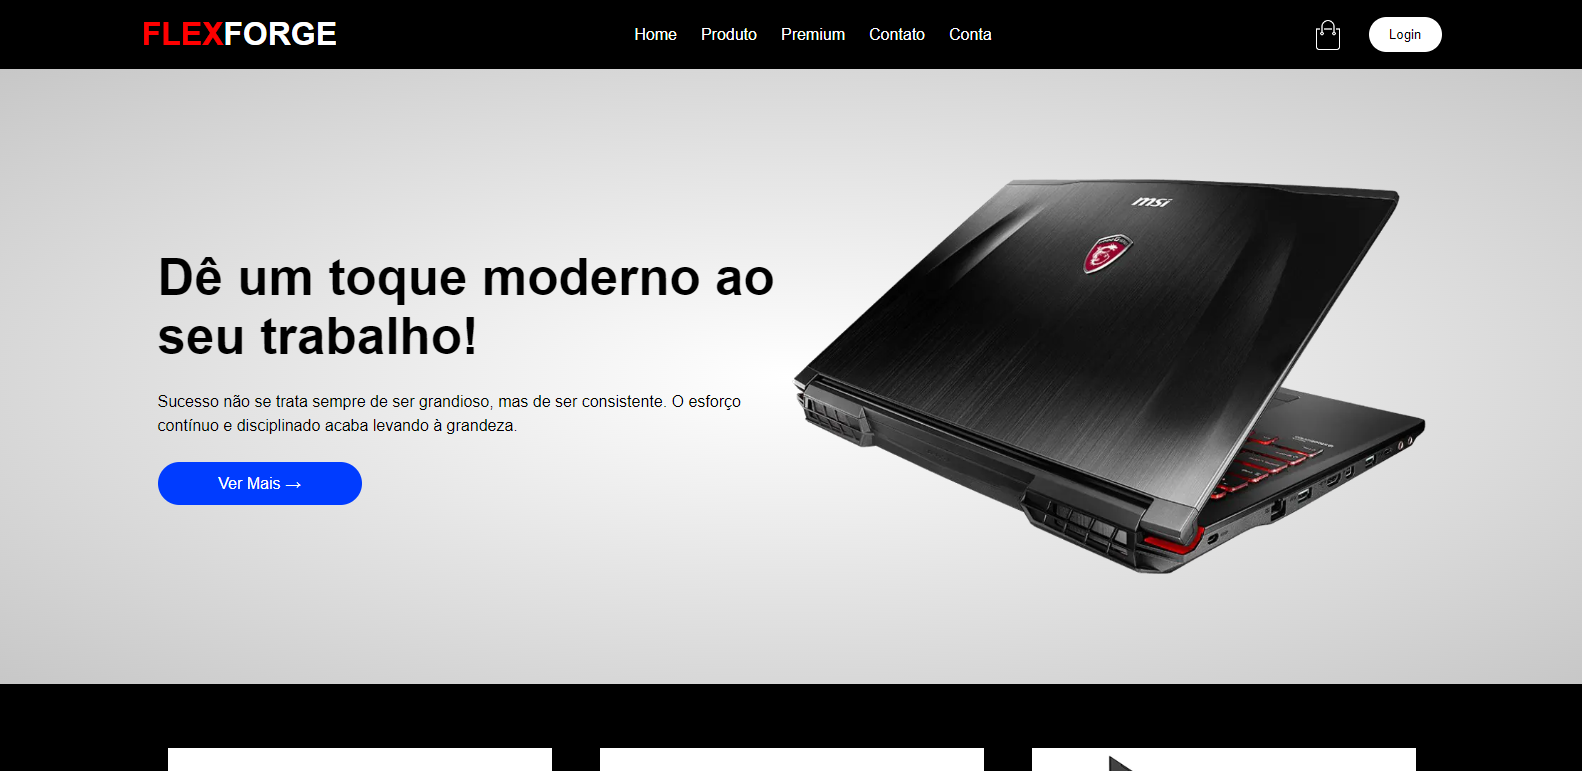 FLEXFORGE
Home Produto Premium Contato Conta
Login
Dê um toque moderno ao
seu trabalho!
Sucesso não se trata sempre de ser grandioso, mas de ser consistente. O esforço
contínuo e disciplinado acaba levando à grandeza.
Ver Mais →
msi